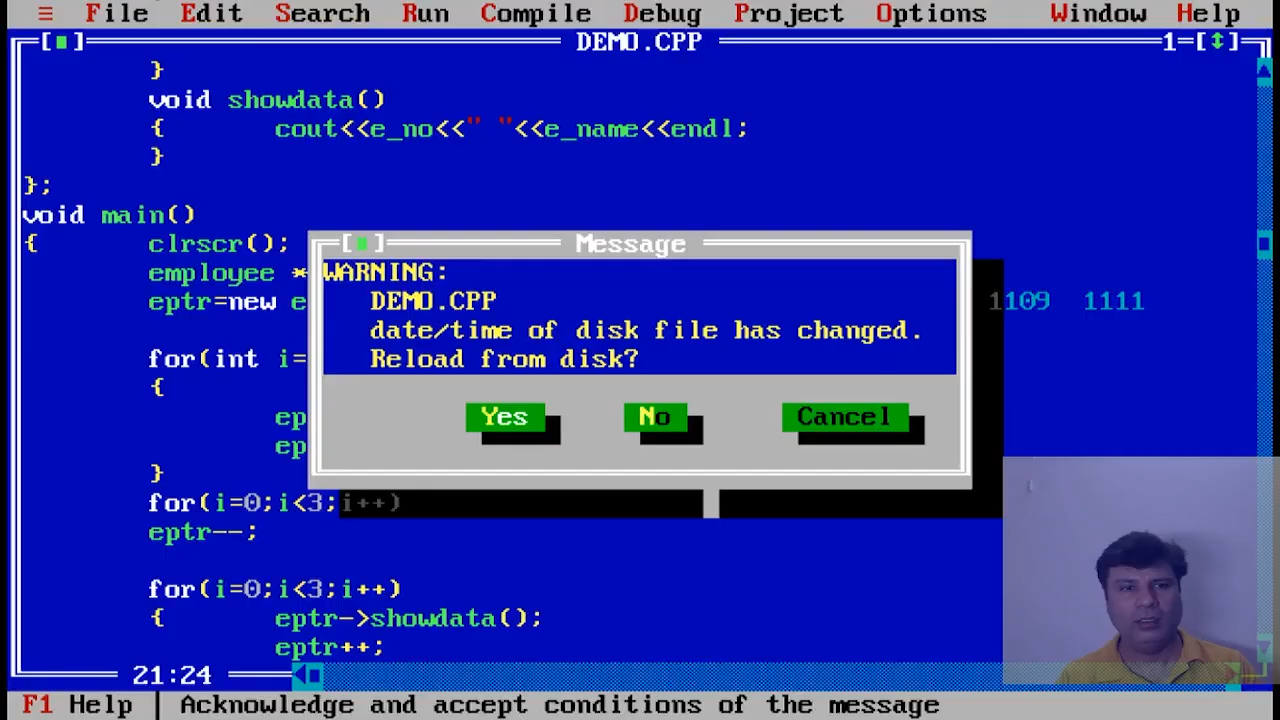 ≡ File Edit Search Run Compile Debug Project Options Window Help
[■] DEMO.CPP 1=[↕]
}
void showdata()
{ cout<<e_no<<" "<<e_name<<endl;
}
};
void main()
{ clrscr();
employee *
eptr=new e 1109 1111
for(int i=
{
ep
ep
}
for(i=0;i<3;i++)
eptr--;
for(i=0;i<3;i++)
{ eptr->showdata();
eptr++;
[■] Message
WARNING:
DEMO.CPP
date/time of disk file has changed.
Reload from disk?
Yes No Cancel
21:24
F1 Help | Acknowledge and accept conditions of the message